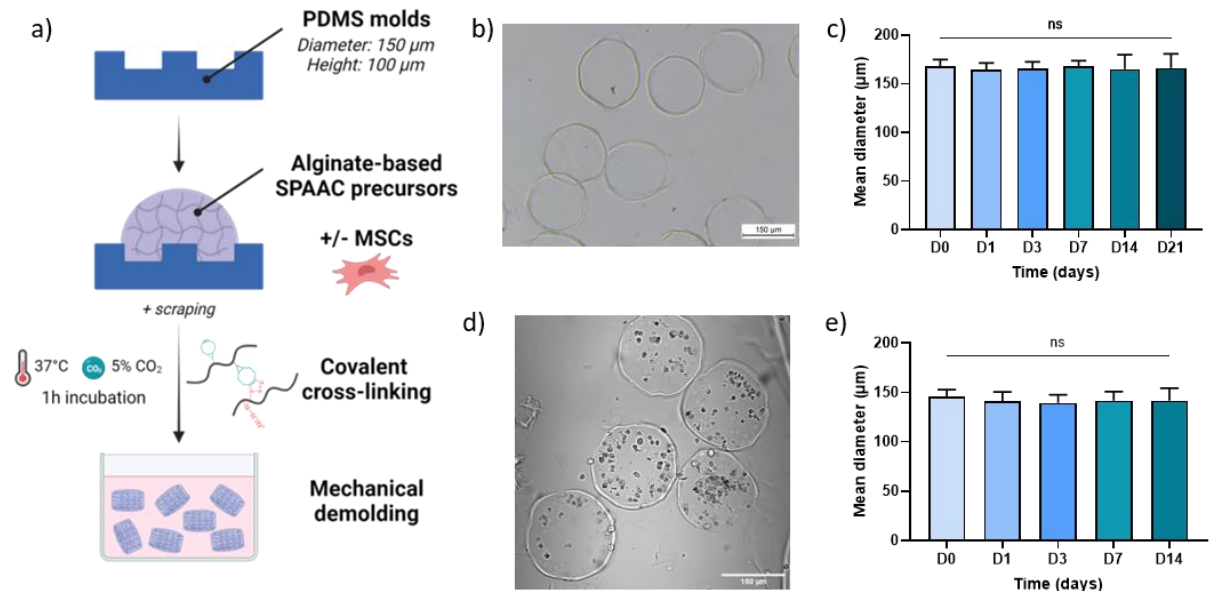 a)
PDMS molds
Diameter: 150 µm
Height: 100 µm
Alginate-based
SPAAC precursors
+/- MSCs
+ scraping
37°C
CO₂
5% CO₂
1h incubation
Covalent
cross-linking
Mechanical
demolding
b)
150 µm
c)
ns
Mean diameter (µm)
200
150
100
50
0
D0 D1 D3 D7 D14 D21
Time (days)
d)
150 µm
e)
ns
Mean diameter (µm)
200
150
100
50
0
D0 D1 D3 D7 D14
Time (days)